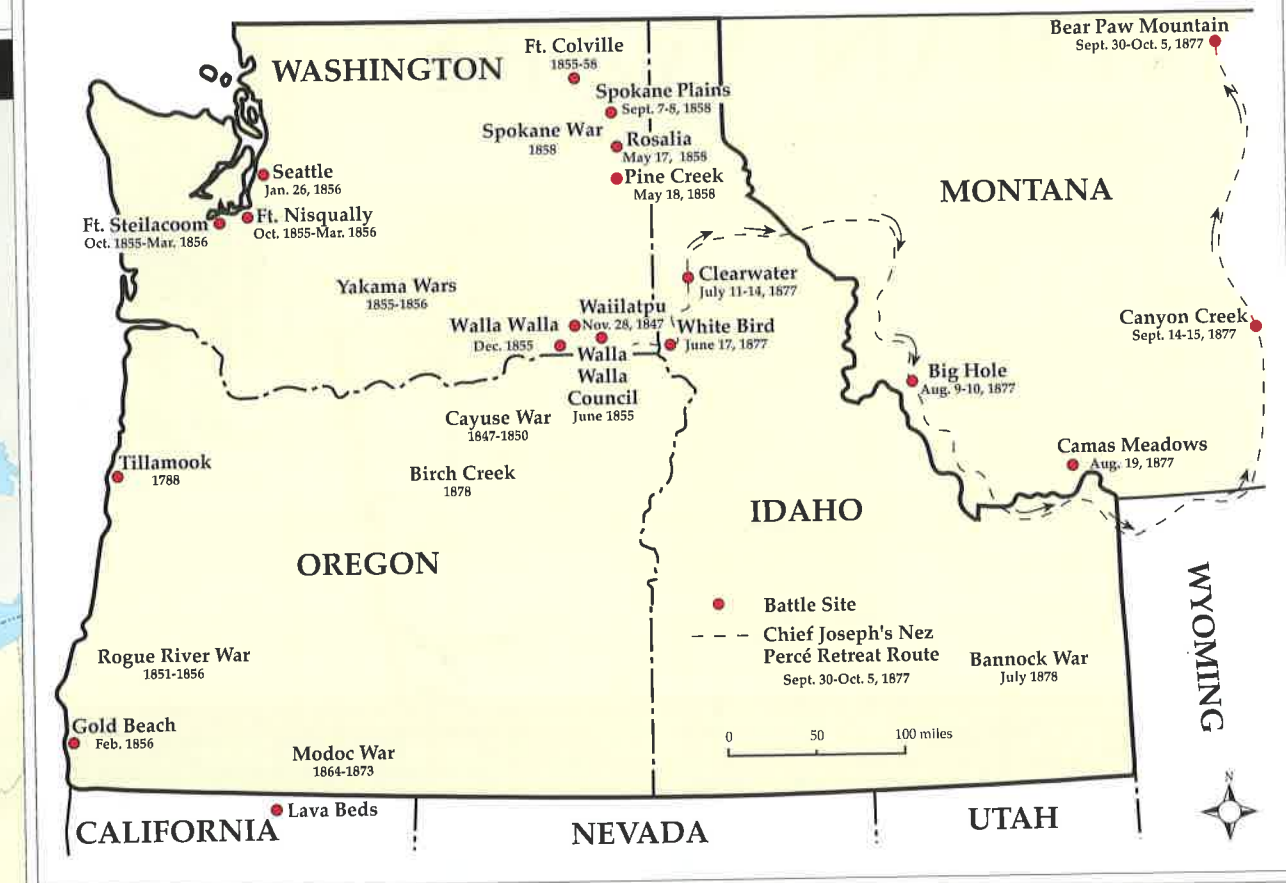 Bear Paw Mountain
Sept. 30-Oct. 5, 1877
Ft. Colville
1855-58
WASHINGTON
Spokane Plains
Sept. 7-8, 1858
Spokane War
1858
Rosalia
May 17, 1858
Pine Creek
May 18, 1858
Seattle
Jan. 26, 1856
MONTANA
Ft. Steilacoom
Oct. 1855-Mar. 1856
Ft. Nisqually
Oct. 1855-Mar. 1856
Clearwater
July 11-14, 1877
Yakama Wars
1855-1856
Waiilatpu
Nov. 28, 1847
Walla Walla
Dec. 1855
White Bird
June 17, 1877
Canyon Creek
Sept. 14-15, 1877
Walla
Walla
Council
June 1855
Big Hole
Aug. 9-10, 1877
Cayuse War
1847-1850
Camas Meadows
Aug. 19, 1877
Tillamook
1788
Birch Creek
1878
IDAHO
OREGON
WYOMING
Battle Site
Chief Joseph's Nez
Percé Retreat Route
Sept. 30-Oct. 5, 1877
Rogue River War
1851-1856
Bannock War
July 1878
Gold Beach
Feb. 1856
0 50 100 miles
Modoc War
1864-1873
N
Lava Beds
CALIFORNIA
NEVADA
UTAH